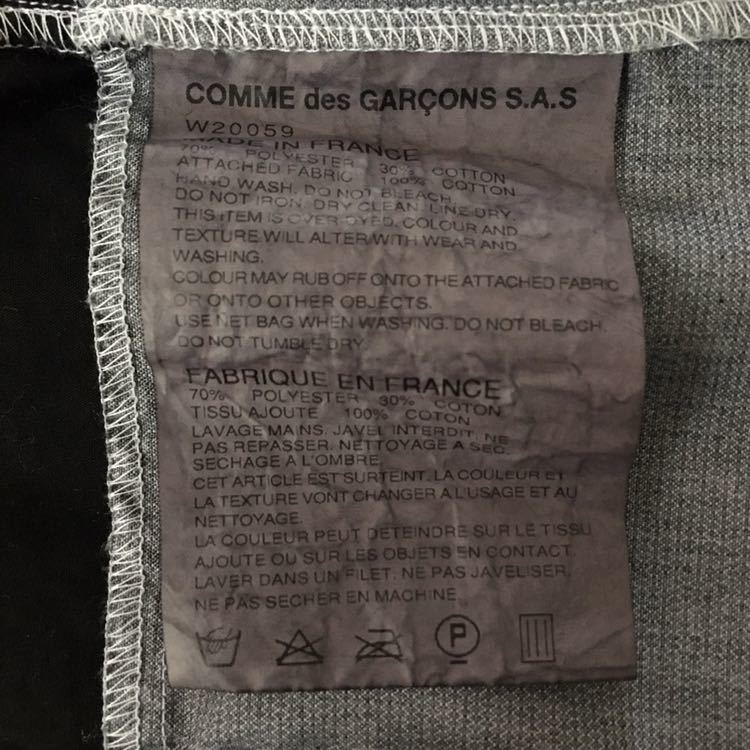 COMME des GARÇONS S.A.S
W20059
MADE IN FRANCE
70% POLYESTER 30% COTTON
ATTACHED FABRIC 100% COTTON
HAND WASH. DO NOT BLEACH.
DO NOT IRON. DRY CLEAN. LINE DRY.
THIS ITEM IS OVER DYED. COLOUR AND
TEXTURE WILL ALTER WITH WEAR AND
WASHING.
COLOUR MAY RUB OFF ONTO THE ATTACHED FABRIC
OR ONTO OTHER OBJECTS.
USE NET BAG WHEN WASHING. DO NOT BLEACH.
DO NOT TUMBLE DRY.
FABRIQUE EN FRANCE
70% POLYESTER 30% COTON
TISSU AJOUTE 100% COTON
LAVAGE MAINS. JAVEL INTERDIT. NE
PAS REPASSER. NETTOYAGE A SEC.
SECHAGE A L'OMBRE
CET ARTICLE EST SURTEINT. LA COULEUR ET
LA TEXTURE VONT CHANGER A L'USAGE ET AU
NETTOYAGE.
LA COULEUR PEUT DETEINDRE SUR LE TISSU
AJOUTE OU SUR LES OBJETS EN CONTACT.
LAVER DANS UN FILET. NE PAS JAVELISER.
NE PAS SECHER EN MACHINE.
P